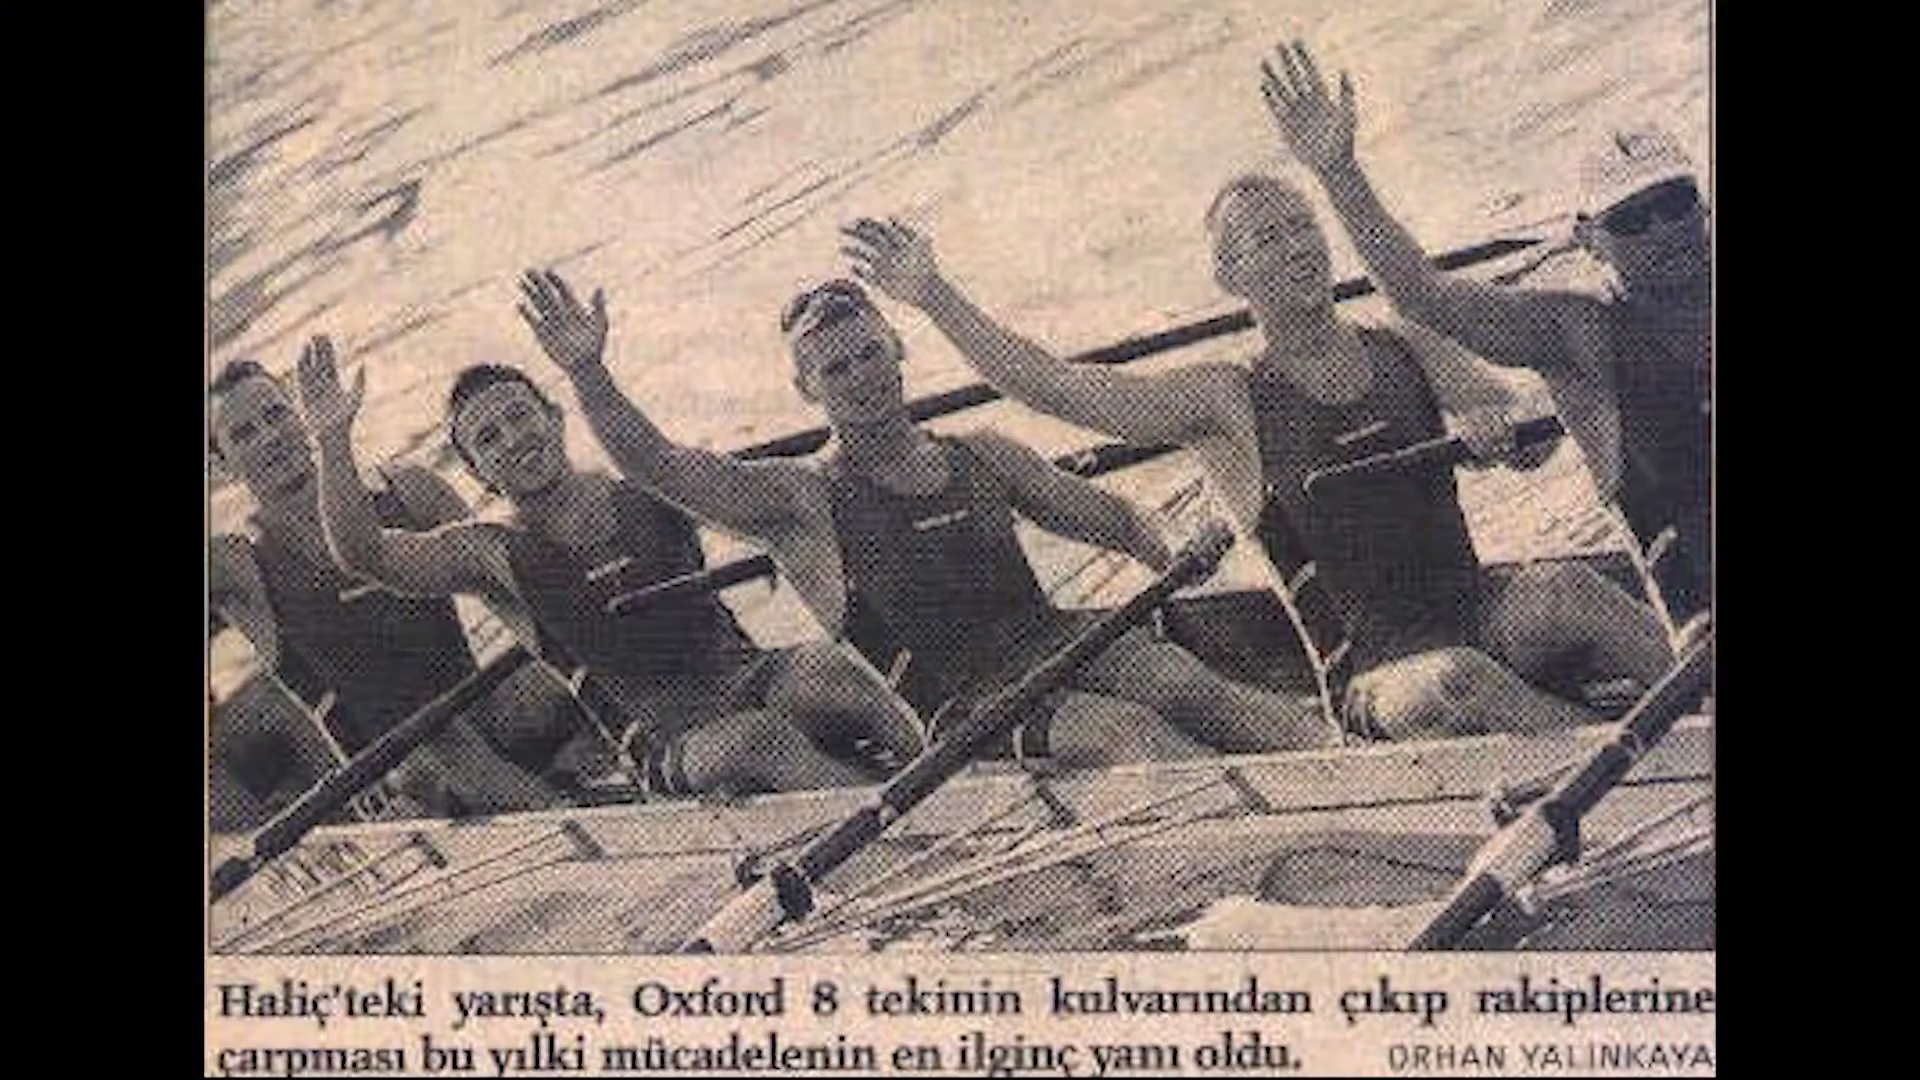 Haliç'teki yarışta, Oxford 8 tekinin kulvarından çıkıp rakiplerine
çarpması bu yılki mücadelenin en ilginç yanı oldu. ORHAN YALINKAYA